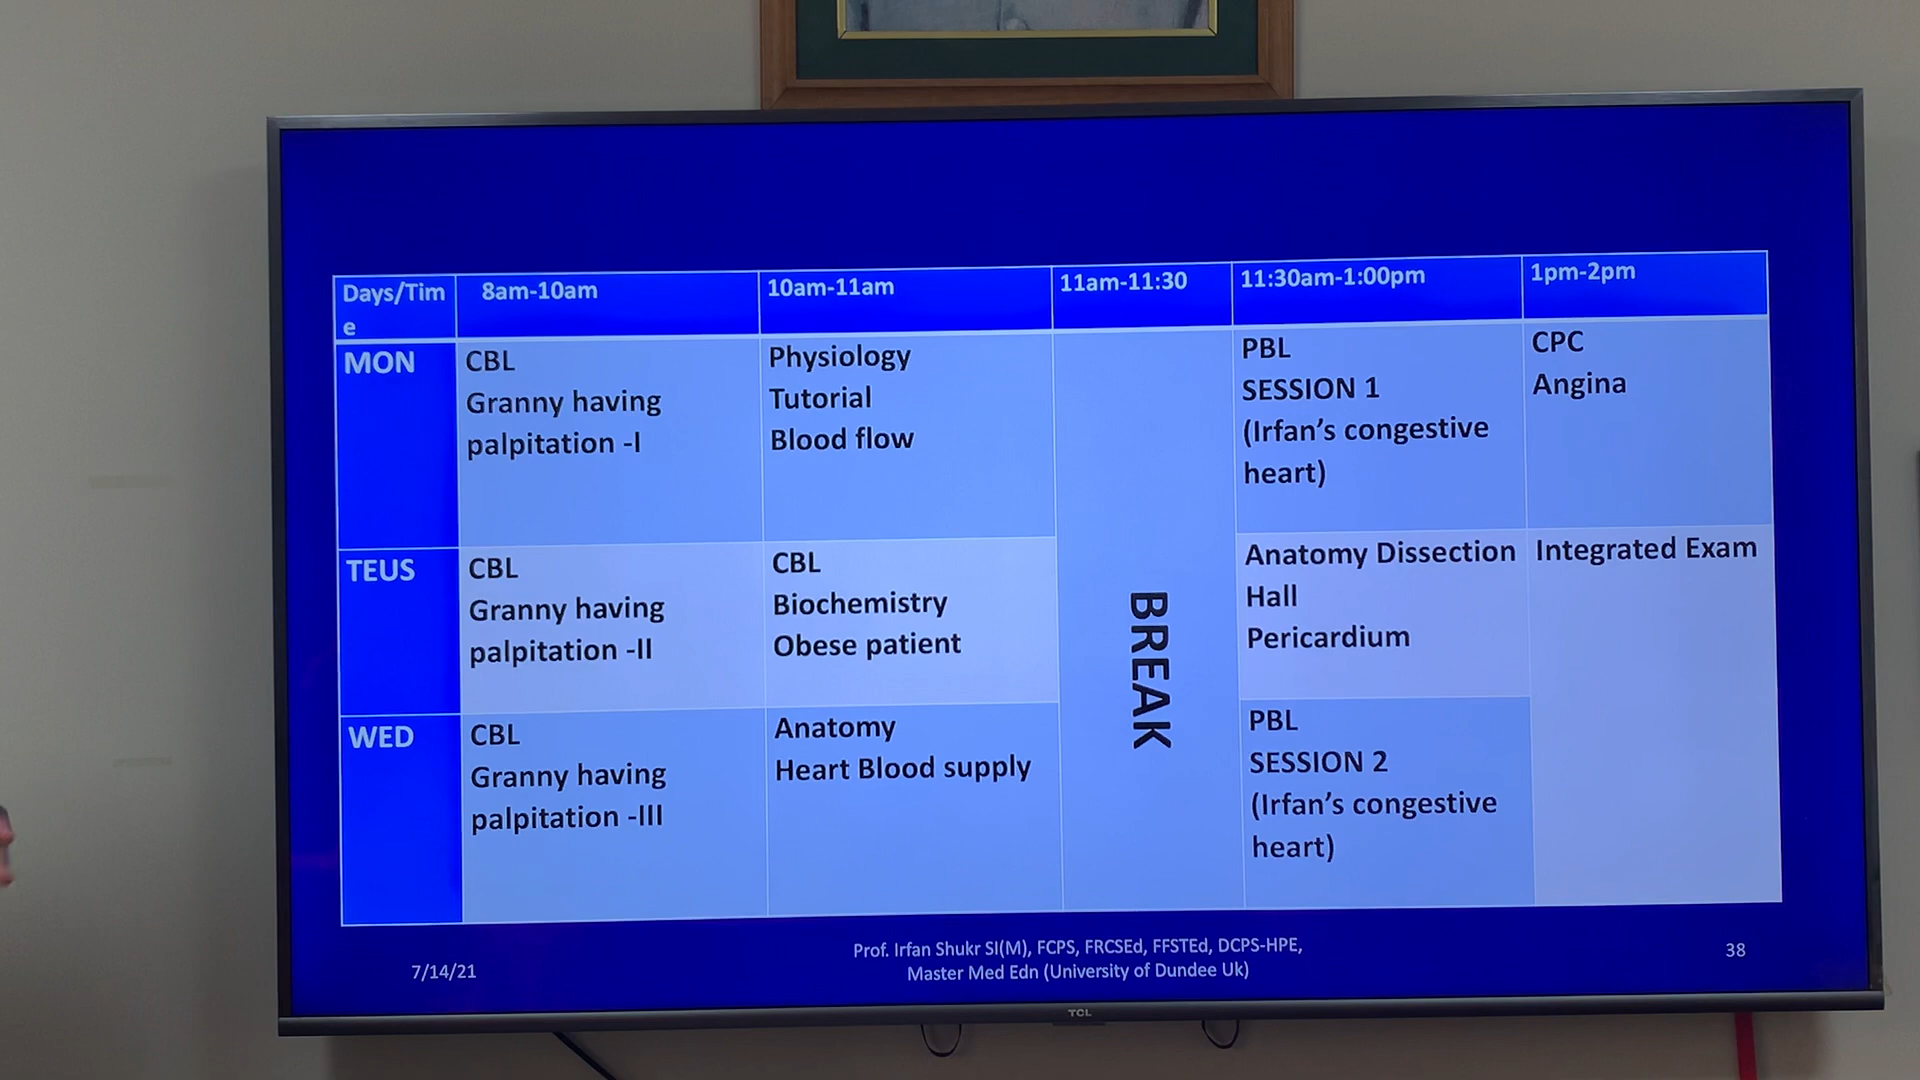 Days/Tim
e
8am-10am
10am-11am
11am-11:30
11:30am-1:00pm
1pm-2pm
MON
CBL
Granny having
palpitation -I
Physiology
Tutorial
Blood flow
BREAK
PBL
SESSION 1
(Irfan’s congestive
heart)
CPC
Angina
TEUS
CBL
Granny having
palpitation -II
CBL
Biochemistry
Obese patient
Anatomy Dissection
Hall
Pericardium
Integrated Exam
WED
CBL
Granny having
palpitation -III
Anatomy
Heart Blood supply
PBL
SESSION 2
(Irfan’s congestive
heart)
7/14/21
Prof. Irfan Shukr SI(M), FCPS, FRCSEd, FFSTEd, DCPS-HPE,
Master Med Edn (University of Dundee Uk)
38
TCL